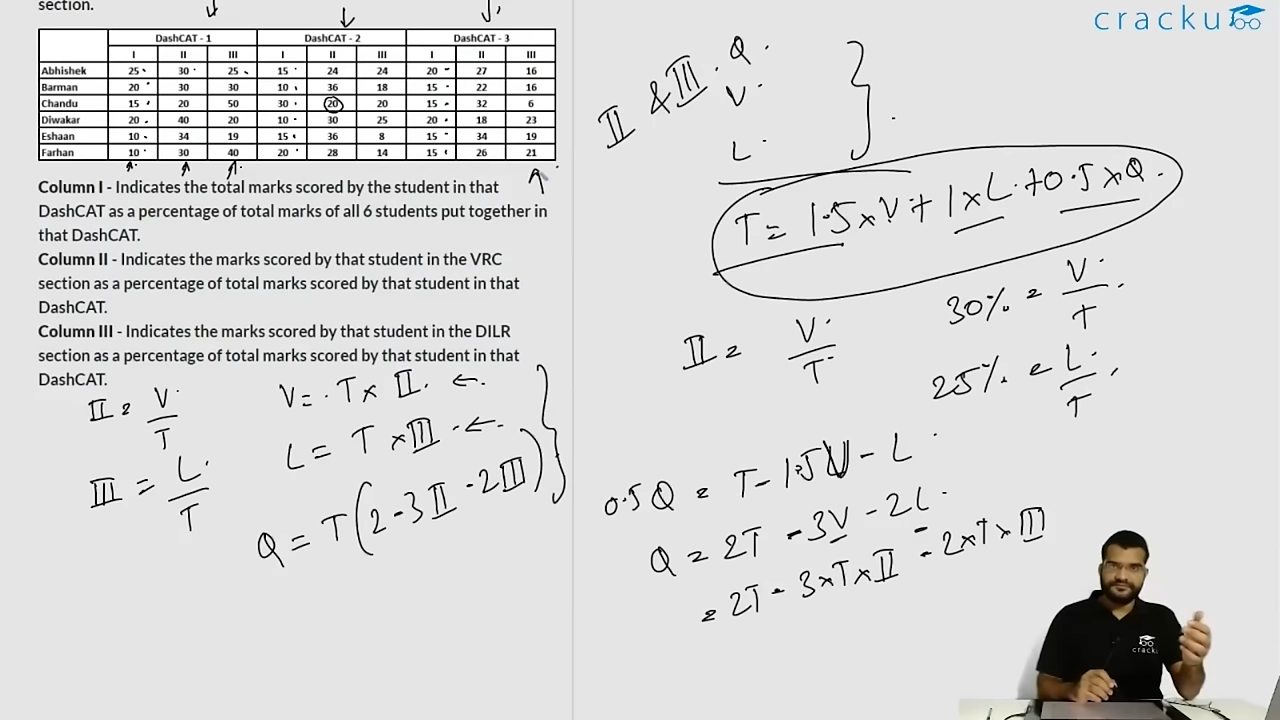 section.
cracku
DashCAT - 1 DashCAT - 2 DashCAT - 3
I II III I II III I II III
Abhishek 25 30 25 15 24 24 20 27 16
Barman 20 30 30 10 36 18 15 22 16
Chandu 15 20 50 30 20 20 15 32 6
Diwakar 20 40 20 10 30 25 20 18 23
Eshaan 10 34 19 15 36 8 15 34 19
Farhan 10 30 40 20 28 14 15 26 21
Column I - Indicates the total marks scored by the student in that
DashCAT as a percentage of total marks of all 6 students put together in
that DashCAT.
Column II - Indicates the marks scored by that student in the VRC
section as a percentage of total marks scored by that student in that
DashCAT.
Column III - Indicates the marks scored by that student in the DILR
section as a percentage of total marks scored by that student in that
DashCAT.
II = V/T
III = L/T
V = T x II
L = T x III
Q = T(2 - 3II - 2III)
II & III
Q
V
L
T = 1.5xV + 1xL + 0.5xQ
II = V/T
30% = V/T
25% = L/T
0.5Q = T - 1.5V - L
Q = 2T - 3V - 2L
= 2T - 3xTxII - 2xTxIII
cracku